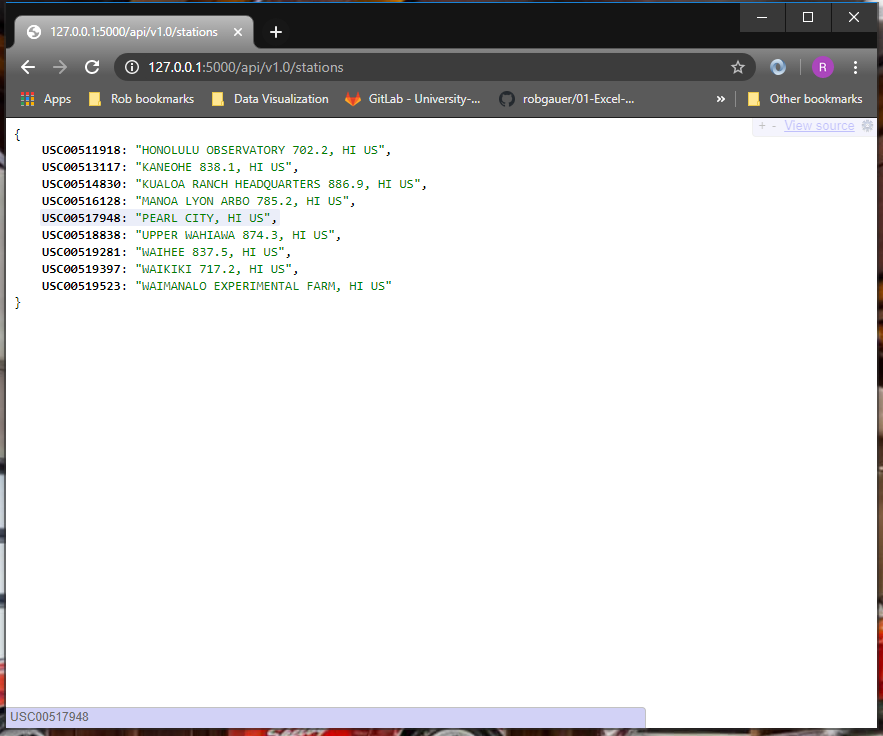 127.0.0.1:5000/api/v1.0/stations
127.0.0.1:5000/api/v1.0/stations
R
Apps Rob bookmarks Data Visualization GitLab - University-... robgauer/01-Excel-... » Other bookmarks
+ - View source
{
USC00511918: "HONOLULU OBSERVATORY 702.2, HI US",
USC00513117: "KANEOHE 838.1, HI US",
USC00514830: "KUALOA RANCH HEADQUARTERS 886.9, HI US",
USC00516128: "MANOA LYON ARBO 785.2, HI US",
USC00517948: "PEARL CITY, HI US",
USC00518838: "UPPER WAHIAWA 874.3, HI US",
USC00519281: "WAIHEE 837.5, HI US",
USC00519397: "WAIKIKI 717.2, HI US",
USC00519523: "WAIMANALO EXPERIMENTAL FARM, HI US"
}
USC00517948